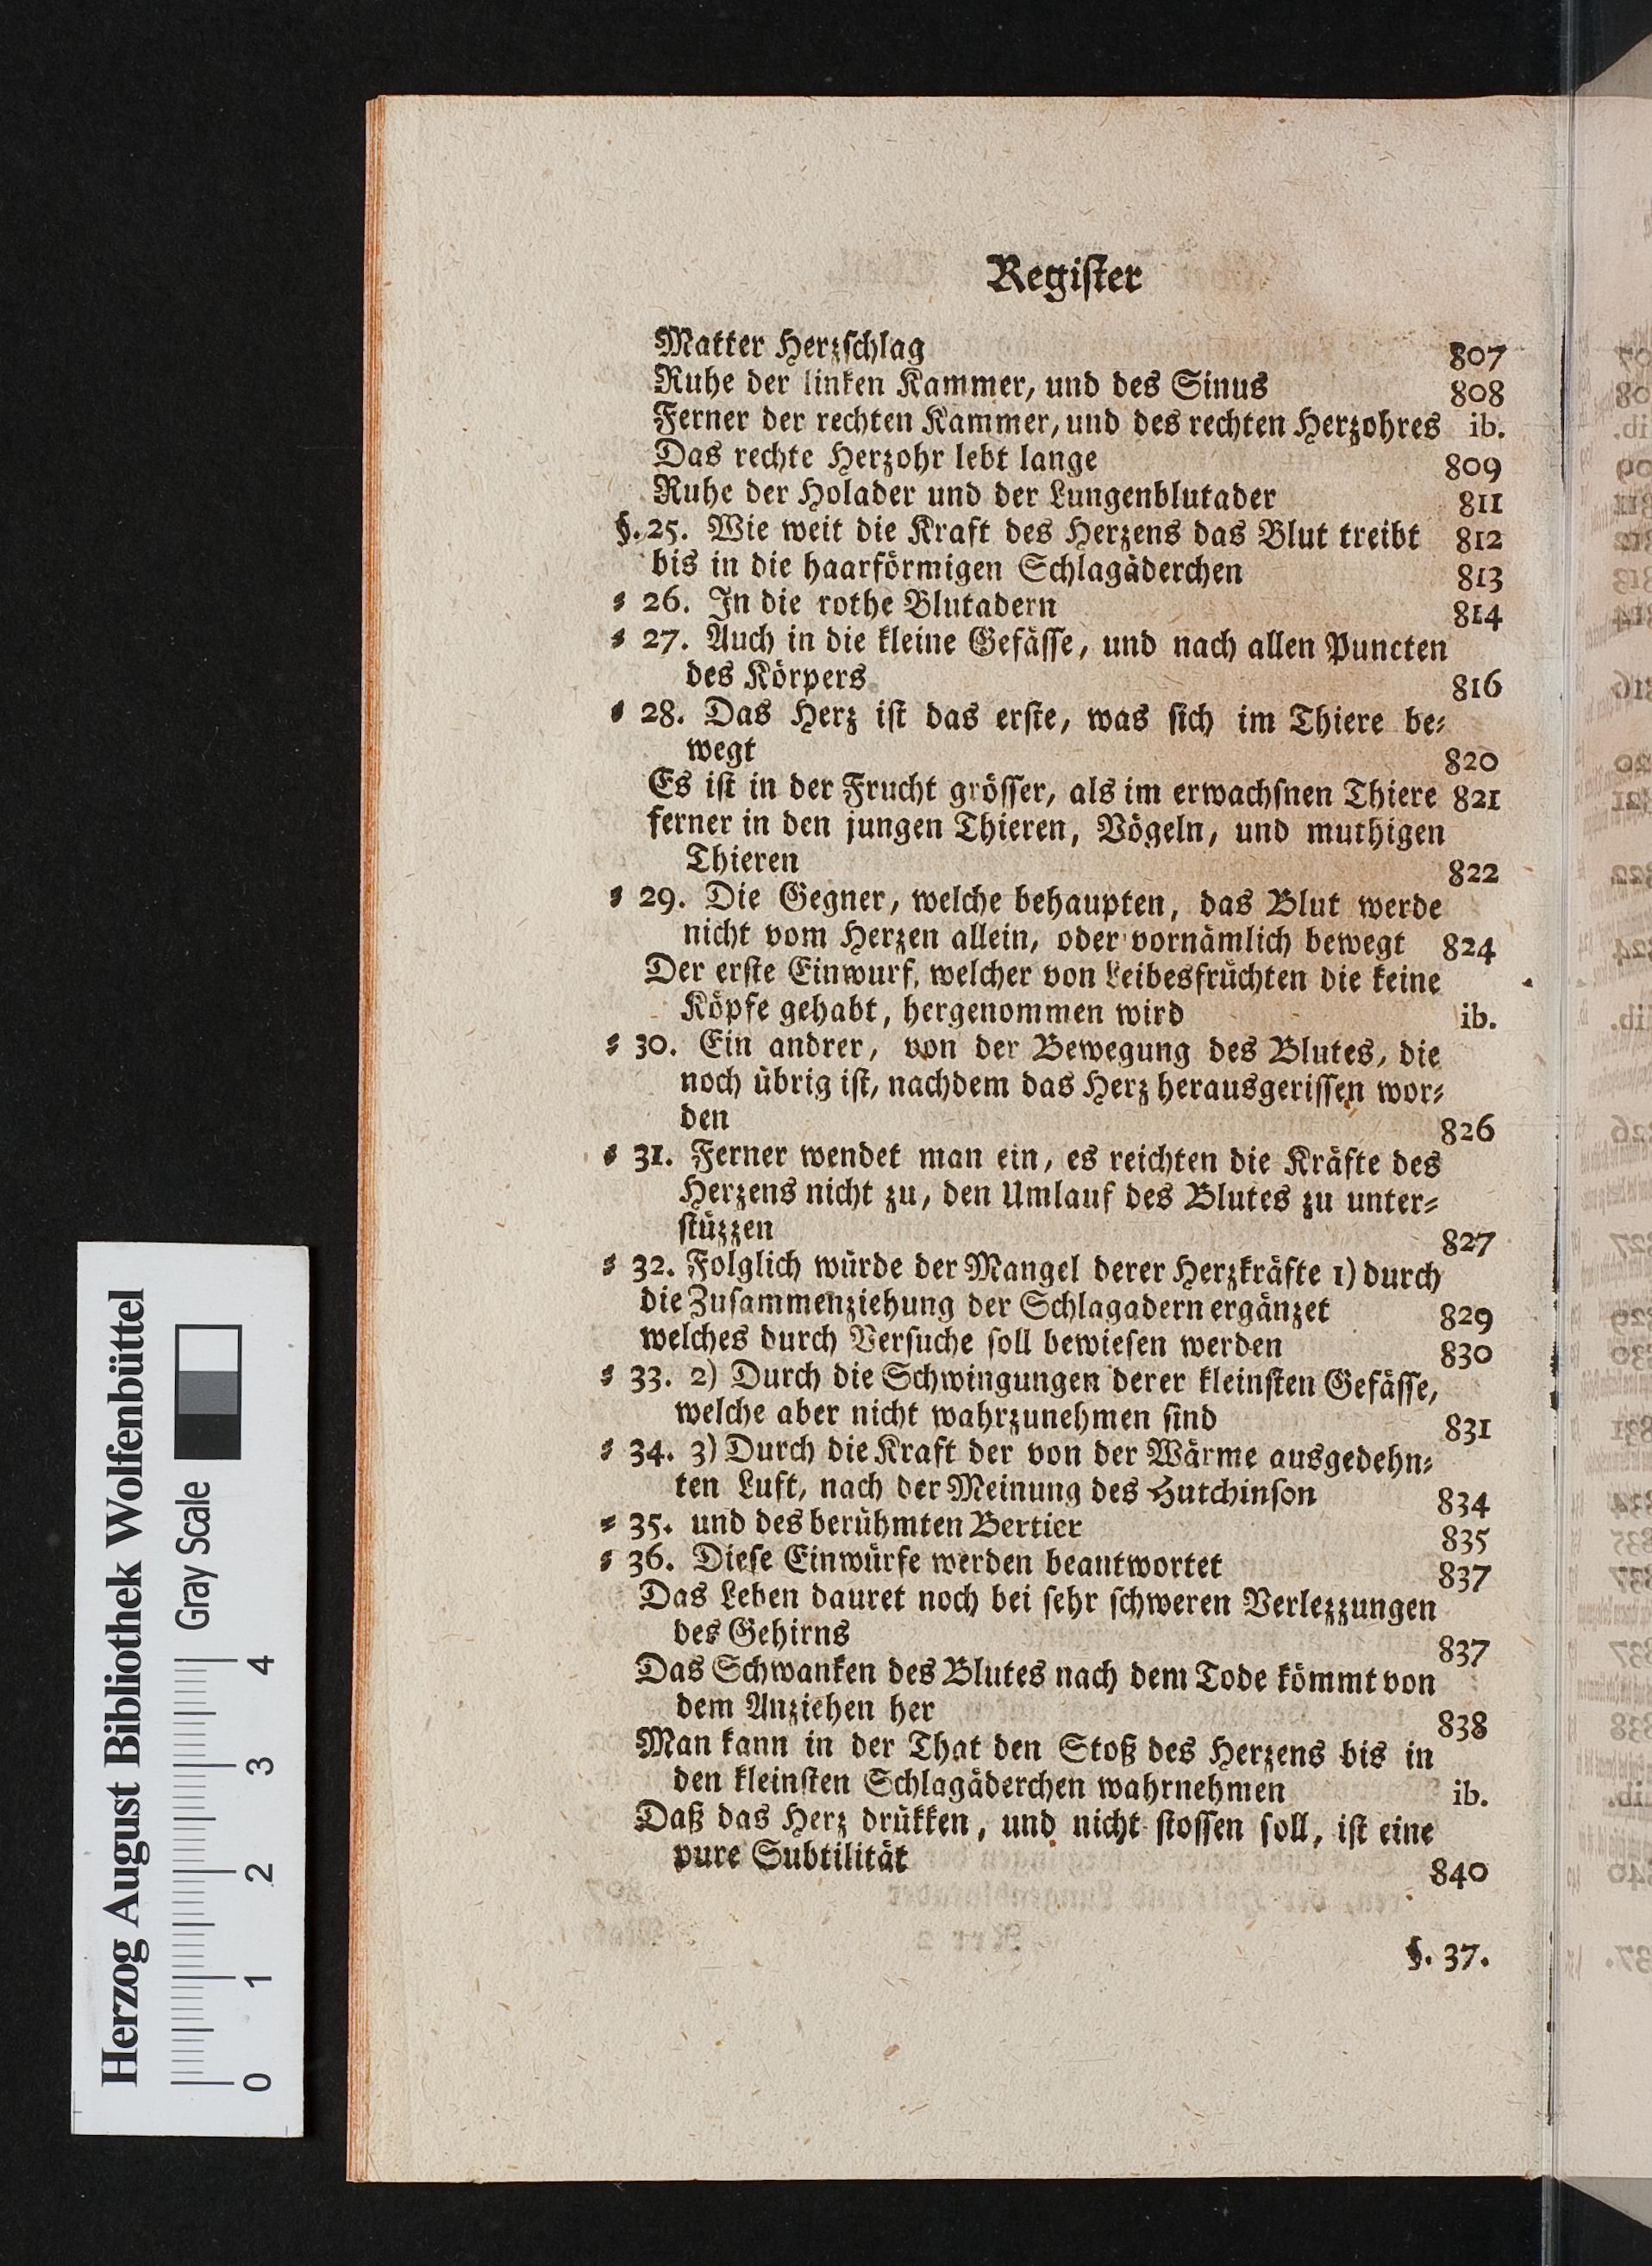 Regiſter
Matter Herzſchlag 807
Ruhe der linken Kammer, und des Sinus 808
Ferner der rechten Kammer, und des rechten Herzohres ib.
Das rechte Herzohr lebt lange 809
Ruhe der Holader und der Lungenblutader 811
§. 25. Wie weit die Kraft des Herzens das Blut treibt 812
bis in die haarförmigen Schlagäderchen 813
⸗ 26. In die rothe Blutadern 814
⸗ 27. Auch in die kleine Gefäſſe, und nach allen Puncten
des Körpers 816
⸗ 28. Das Herz iſt das erſte, was ſich im Thiere be⸗
wegt 820
Es iſt in der Frucht gröſſer, als im erwachſnen Thiere 821
ferner in den jungen Thieren, Vögeln, und muthigen
Thieren 822
⸗ 29. Die Gegner, welche behaupten, das Blut werde
nicht vom Herzen allein, oder vornämlich bewegt 824
Der erſte Einwurf, welcher von Leibesfrüchten die keine
Köpfe gehabt, hergenommen wird ib.
⸗ 30. Ein andrer, von der Bewegung des Blutes, die
noch übrig iſt, nachdem das Herz herausgeriſſen wor⸗
den 826
⸗ 31. Ferner wendet man ein, es reichten die Kräfte des
Herzens nicht zu, den Umlauf des Blutes zu unter⸗
ſtüzzen 827
⸗ 32. Folglich würde der Mangel derer Herzkräfte 1) durch
die Zuſammenziehung der Schlagadern ergänzet 829
welches durch Verſuche ſoll bewieſen werden 830
⸗ 33. 2) Durch die Schwingungen derer kleinſten Gefäſſe,
welche aber nicht wahrzunehmen ſind 831
⸗ 34. 3) Durch die Kraft der von der Wärme ausgedehn⸗
ten Luft, nach der Meinung des Hutchinſon 834
⸗ 35. und des berühmten Bertier 835
⸗ 36. Dieſe Einwürfe werden beantwortet 837
Das Leben dauret noch bei ſehr ſchweren Verlezzungen
des Gehirns 837
Das Schwanken des Blutes nach dem Tode kömmt von
dem Anziehen her 838
Man kann in der That den Stoß des Herzens bis in
den kleinſten Schlagäderchen wahrnehmen ib.
Daß das Herz drükken, und nicht ſtoſſen ſoll, iſt eine
pure Subtilität 840
§. 37.
Herzog August Bibliothek Wolfenbüttel
Gray Scale
0 1 2 3 4